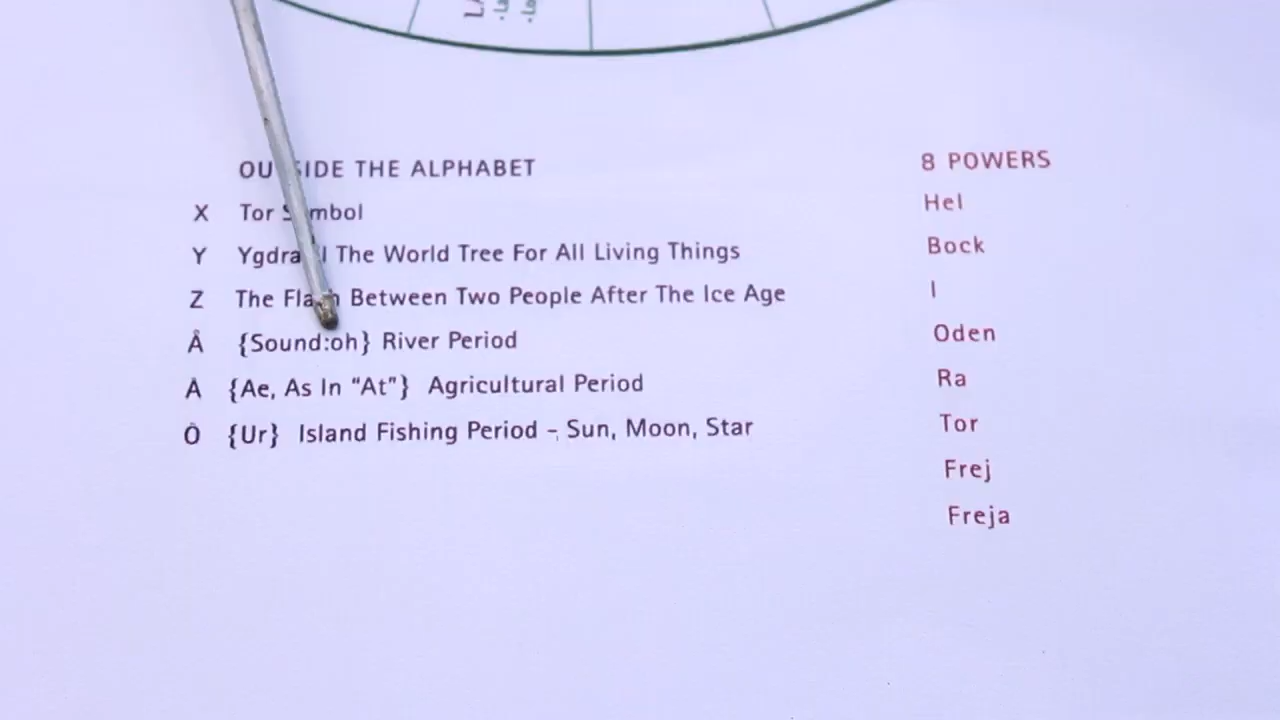 OU SIDE THE ALPHABET
X Tor S mbol
Y Ygdra l The World Tree For All Living Things
Z The Fla h Between Two People After The Ice Age
Å {Sound:oh} River Period
Ä {Ae, As In “At”} Agricultural Period
Ö {Ur} Island Fishing Period – Sun, Moon, Star
8 POWERS
Hel
Bock
I
Oden
Ra
Tor
Frej
Freja